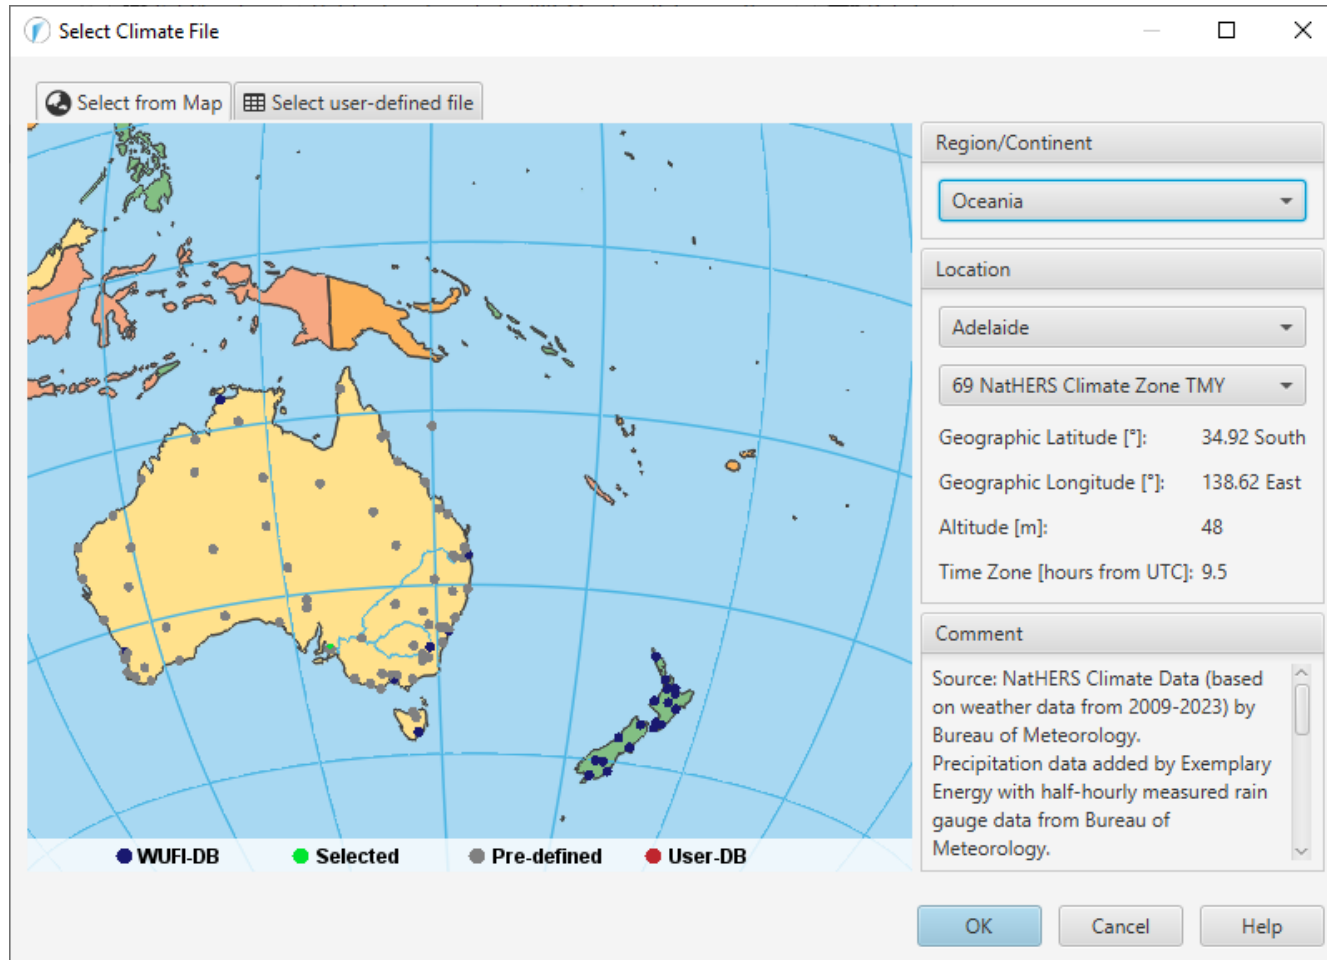 Select Climate File
Select from Map
Select user-defined file
Region/Continent
Oceania
Location
Adelaide
69 NatHERS Climate Zone TMY
Geographic Latitude [°]: 34.92 South
Geographic Longitude [°]: 138.62 East
Altitude [m]: 48
Time Zone [hours from UTC]: 9.5
Comment
Source: NatHERS Climate Data (based
on weather data from 2009-2023) by
Bureau of Meteorology.
Precipitation data added by Exemplary
Energy with half-hourly measured rain
gauge data from Bureau of
Meteorology.
WUFI-DB
Selected
Pre-defined
User-DB
OK
Cancel
Help